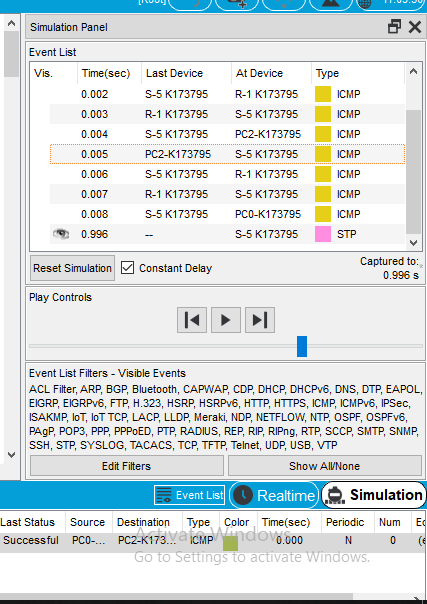 [Root]
Simulation Panel
Event List
Vis. Time(sec) Last Device At Device Type
0.002 S-5 K173795 R-1 K173795 ICMP
0.003 R-1 K173795 S-5 K173795 ICMP
0.004 S-5 K173795 PC2-K173795 ICMP
0.005 PC2-K173795 S-5 K173795 ICMP
0.006 S-5 K173795 R-1 K173795 ICMP
0.007 R-1 K173795 S-5 K173795 ICMP
0.008 S-5 K173795 PC0-K173795 ICMP
0.996 -- S-5 K173795 STP
Reset Simulation Constant Delay Captured to:
0.996 s
Play Controls
Event List Filters - Visible Events
ACL Filter, ARP, BGP, Bluetooth, CAPWAP, CDP, DHCP, DHCPv6, DNS, DTP, EAPOL,
EIGRP, EIGRPv6, FTP, H.323, HSRP, HSRPv6, HTTP, HTTPS, ICMP, ICMPv6, IPSec,
ISAKMP, IoT, IoT TCP, LACP, LLDP, Meraki, NDP, NETFLOW, NTP, OSPF, OSPFv6,
PAgP, POP3, PPP, PPPoED, PTP, RADIUS, REP, RIP, RIPng, RTP, SCCP, SMTP, SNMP,
SSH, STP, SYSLOG, TACACS, TCP, TFTP, Telnet, UDP, USB, VTP
Edit Filters Show All/None
Event List Realtime Simulation
Last Status Source Destination Type Color Time(sec) Periodic Num
Successful PC0-... PC2-K173... ICMP 0.000 N 0
Activate Windows
Go to Settings to activate Windows.